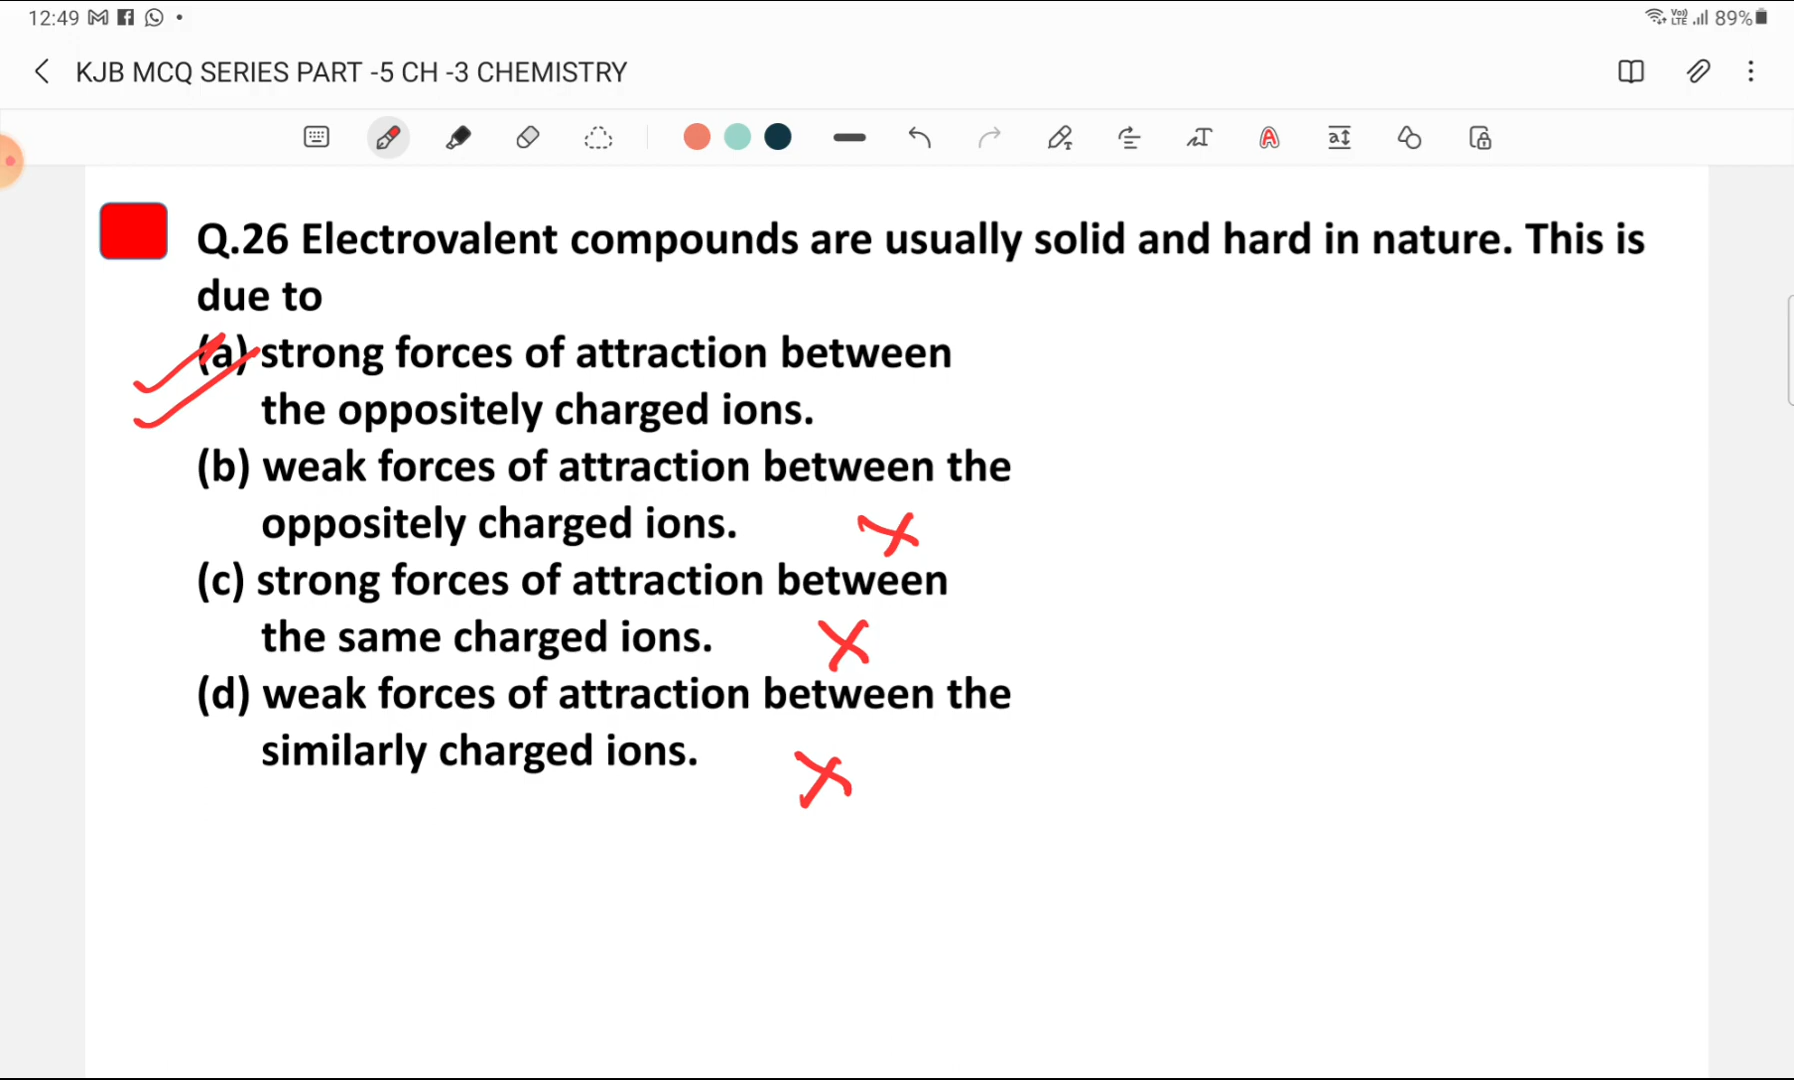 12:49
Vo)) LTE 89%
KJB MCQ SERIES PART -5 CH -3 CHEMISTRY
Q.26 Electrovalent compounds are usually solid and hard in nature. This is
due to
(a) strong forces of attraction between
the oppositely charged ions.
(b) weak forces of attraction between the
oppositely charged ions.
(c) strong forces of attraction between
the same charged ions.
(d) weak forces of attraction between the
similarly charged ions.